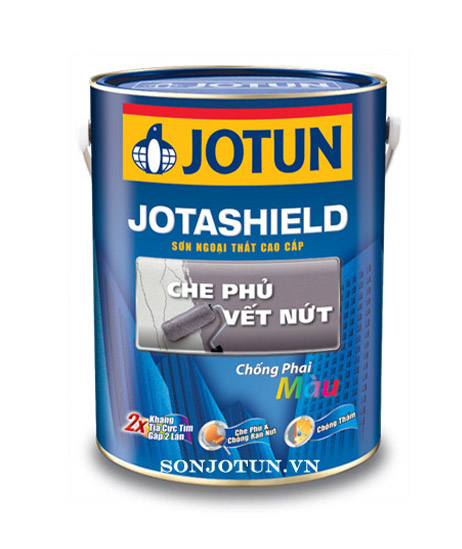 JOTUN
JOTASHIELD
SƠN NGOẠI THẤT CAO CẤP
CHE PHỦ
VẾT NỨT
Chống Phai
Màu
2x Kháng
Tia Cực Tím
Gấp 2 Lần
Che Phủ &
Chống Rạn Nứt
Chống Thấm
SONJOTUN.VN